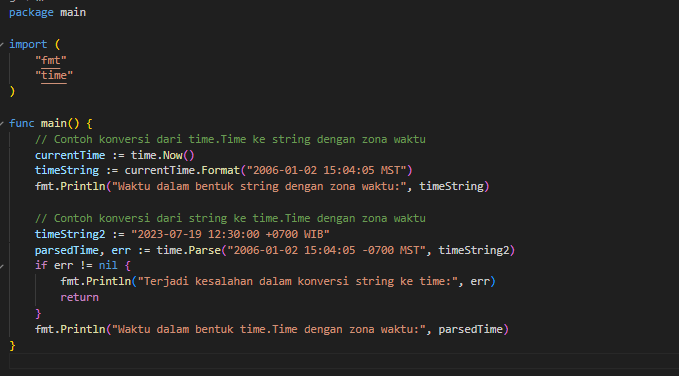 package main
import (
"fmt"
"time"
)
func main() {
// Contoh konversi dari time.Time ke string dengan zona waktu
currentTime := time.Now()
timeString := currentTime.Format("2006-01-02 15:04:05 MST")
fmt.Println("Waktu dalam bentuk string dengan zona waktu:", timeString)
// Contoh konversi dari string ke time.Time dengan zona waktu
timeString2 := "2023-07-19 12:30:00 +0700 WIB"
parsedTime, err := time.Parse("2006-01-02 15:04:05 -0700 MST", timeString2)
if err != nil {
fmt.Println("Terjadi kesalahan dalam konversi string ke time:", err)
return
}
fmt.Println("Waktu dalam bentuk time.Time dengan zona waktu:", parsedTime)
}